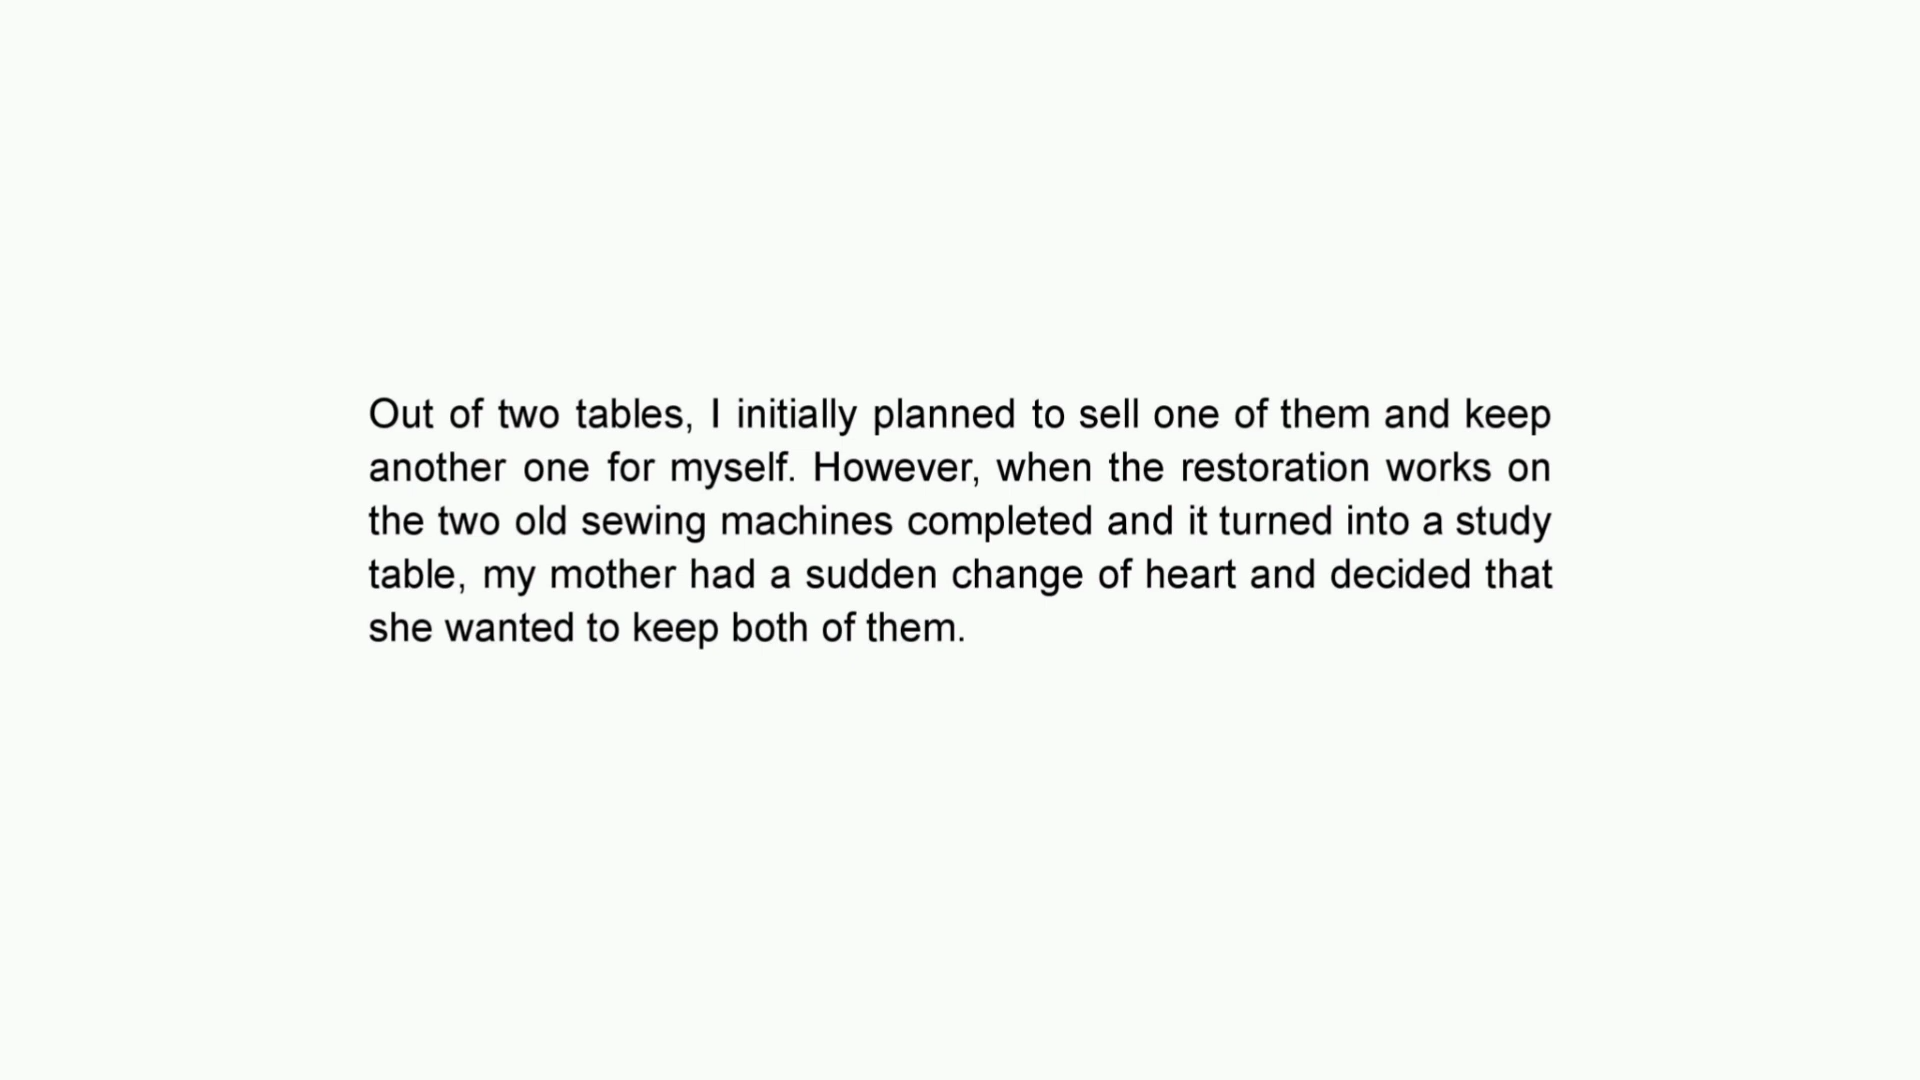 Out of two tables, I initially planned to sell one of them and keep
another one for myself. However, when the restoration works on
the two old sewing machines completed and it turned into a study
table, my mother had a sudden change of heart and decided that
she wanted to keep both of them.